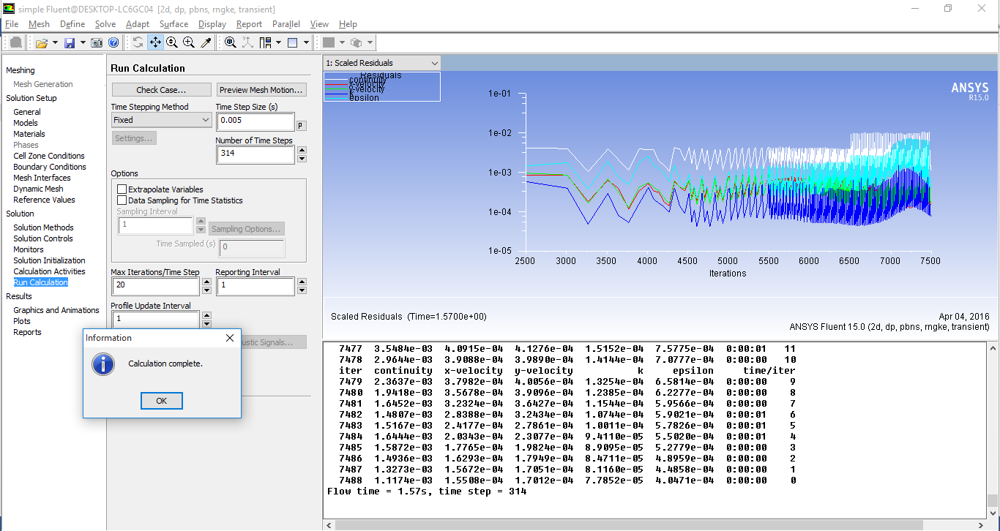 simple Fluent@DESKTOP-LC6GC04 [2d, dp, pbns, rngke, transient]
File Mesh Define Solve Adapt Surface Display Report Parallel View Help
Meshing
Mesh Generation
Solution Setup
General
Models
Materials
Phases
Cell Zone Conditions
Boundary Conditions
Mesh Interfaces
Dynamic Mesh
Reference Values
Solution
Solution Methods
Solution Controls
Monitors
Solution Initialization
Calculation Activities
Run Calculation
Results
Graphics and Animations
Plots
Reports
Run Calculation
Check Case... Preview Mesh Motion...
Time Stepping Method Time Step Size (s)
Fixed 0.005 P
Settings... Number of Time Steps
314
Options
Extrapolate Variables
Data Sampling for Time Statistics
Sampling Interval
1 Sampling Options...
Time Sampled (s) 0
Max Iterations/Time Step Reporting Interval
20 1
Profile Update Interval
1
ustic Signals...
Information
Calculation complete.
OK
1: Scaled Residuals
Residuals
continuity
x-velocity
y-velocity
k
epsilon
ANSYS
R15.0
1e-01
1e-02
1e-03
1e-04
1e-05
2500 3000 3500 4000 4500 5000 5500 6000 6500 7000 7500
Iterations
Scaled Residuals (Time=1.5700e+00)
Apr 04, 2016
ANSYS Fluent 15.0 (2d, dp, pbns, rngke, transient)
7477 3.5484e-03 4.0915e-04 4.1276e-04 1.5152e-04 7.5775e-04 0:00:01 11
7478 2.9644e-03 3.9088e-04 3.9890e-04 1.4144e-04 7.0777e-04 0:00:00 10
iter continuity x-velocity y-velocity k epsilon time/iter
7479 2.3637e-03 3.7982e-04 4.0056e-04 1.3254e-04 6.5814e-04 0:00:00 9
7480 1.9418e-03 3.5678e-04 3.9096e-04 1.2385e-04 6.2277e-04 0:00:00 8
7481 1.6452e-03 3.2324e-04 3.6427e-04 1.1544e-04 5.9566e-04 0:00:00 7
7482 1.4807e-03 2.8388e-04 3.2434e-04 1.0744e-04 5.9021e-04 0:00:01 6
7483 1.5167e-03 2.4177e-04 2.7861e-04 1.0011e-04 5.7826e-04 0:00:01 5
7484 1.6444e-03 2.0343e-04 2.3077e-04 9.4110e-05 5.5020e-04 0:00:01 4
7485 1.5872e-03 1.7765e-04 1.9824e-04 8.9095e-05 5.2779e-04 0:00:00 3
7486 1.4936e-03 1.6293e-04 1.7949e-04 8.4711e-05 4.8959e-04 0:00:00 2
7487 1.3273e-03 1.5672e-04 1.7051e-04 8.1160e-05 4.4858e-04 0:00:00 1
7488 1.1174e-03 1.5508e-04 1.7012e-04 7.7852e-05 4.0471e-04 0:00:00 0
Flow time = 1.57s, time step = 314